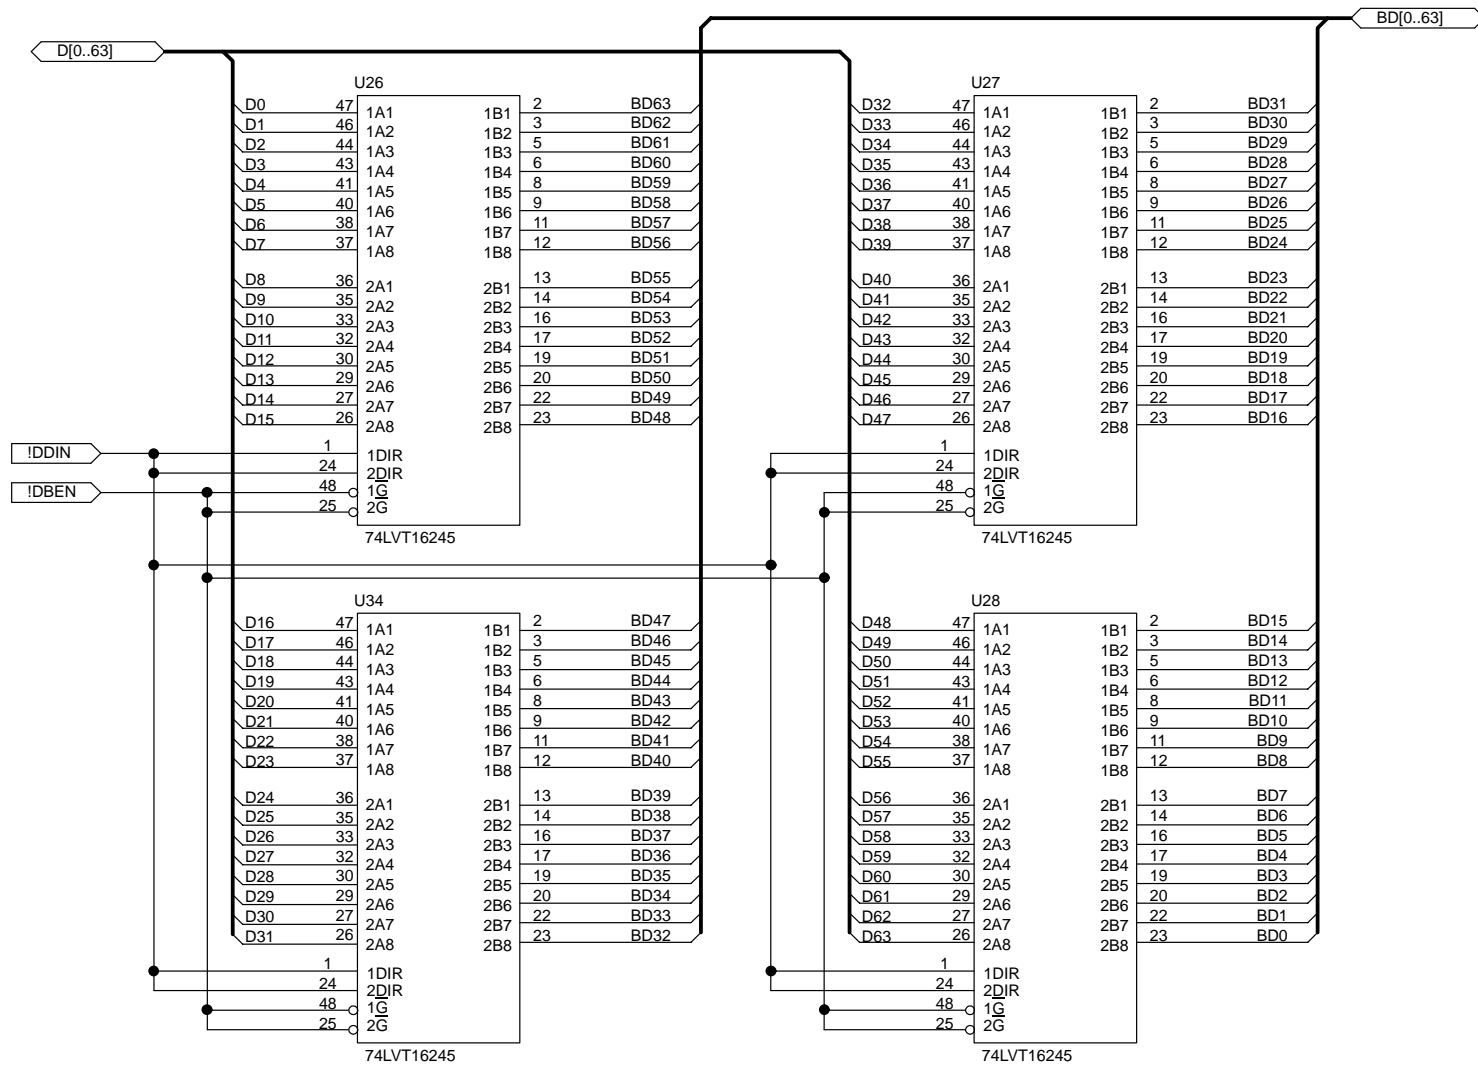 BD[0..63]
D[0..63]
U26
U27
D0 47 1A1 1B1 2 BD63
D32 47 1A1 1B1 2 BD31
D1 46 1A2 1B2 3 BD62
D33 46 1A2 1B2 3 BD30
D2 44 1A3 1B3 5 BD61
D34 44 1A3 1B3 5 BD29
D3 43 1A4 1B4 6 BD60
D35 43 1A4 1B4 6 BD28
D4 41 1A5 1B5 8 BD59
D36 41 1A5 1B5 8 BD27
D5 40 1A6 1B6 9 BD58
D37 40 1A6 1B6 9 BD26
D6 38 1A7 1B7 11 BD57
D38 38 1A7 1B7 11 BD25
D7 37 1A8 1B8 12 BD56
D39 37 1A8 1B8 12 BD24
D8 36 2A1 2B1 13 BD55
D40 36 2A1 2B1 13 BD23
D9 35 2A2 2B2 14 BD54
D41 35 2A2 2B2 14 BD22
D10 33 2A3 2B3 16 BD53
D42 33 2A3 2B3 16 BD21
D11 32 2A4 2B4 17 BD52
D43 32 2A4 2B4 17 BD20
D12 30 2A5 2B5 19 BD51
D44 30 2A5 2B5 19 BD19
D13 29 2A6 2B6 20 BD50
D45 29 2A6 2B6 20 BD18
D14 27 2A7 2B7 22 BD49
D46 27 2A7 2B7 22 BD17
D15 26 2A8 2B8 23 BD48
D47 26 2A8 2B8 23 BD16
!DDIN
1 1DIR
1 1DIR
24 2DIR
24 2DIR
!DBEN
48 1G
48 1G
25 2G
25 2G
74LVT16245
74LVT16245
U34
U28
D16 47 1A1 1B1 2 BD47
D48 47 1A1 1B1 2 BD15
D17 46 1A2 1B2 3 BD46
D49 46 1A2 1B2 3 BD14
D18 44 1A3 1B3 5 BD45
D50 44 1A3 1B3 5 BD13
D19 43 1A4 1B4 6 BD44
D51 43 1A4 1B4 6 BD12
D20 41 1A5 1B5 8 BD43
D52 41 1A5 1B5 8 BD11
D21 40 1A6 1B6 9 BD42
D53 40 1A6 1B6 9 BD10
D22 38 1A7 1B7 11 BD41
D54 38 1A7 1B7 11 BD9
D23 37 1A8 1B8 12 BD40
D55 37 1A8 1B8 12 BD8
D24 36 2A1 2B1 13 BD39
D56 36 2A1 2B1 13 BD7
D25 35 2A2 2B2 14 BD38
D57 35 2A2 2B2 14 BD6
D26 33 2A3 2B3 16 BD37
D58 33 2A3 2B3 16 BD5
D27 32 2A4 2B4 17 BD36
D59 32 2A4 2B4 17 BD4
D28 30 2A5 2B5 19 BD35
D60 30 2A5 2B5 19 BD3
D29 29 2A6 2B6 20 BD34
D61 29 2A6 2B6 20 BD2
D30 27 2A7 2B7 22 BD33
D62 27 2A7 2B7 22 BD1
D31 26 2A8 2B8 23 BD32
D63 26 2A8 2B8 23 BD0
1 1DIR
1 1DIR
24 2DIR
24 2DIR
48 1G
48 1G
25 2G
25 2G
74LVT16245
74LVT16245